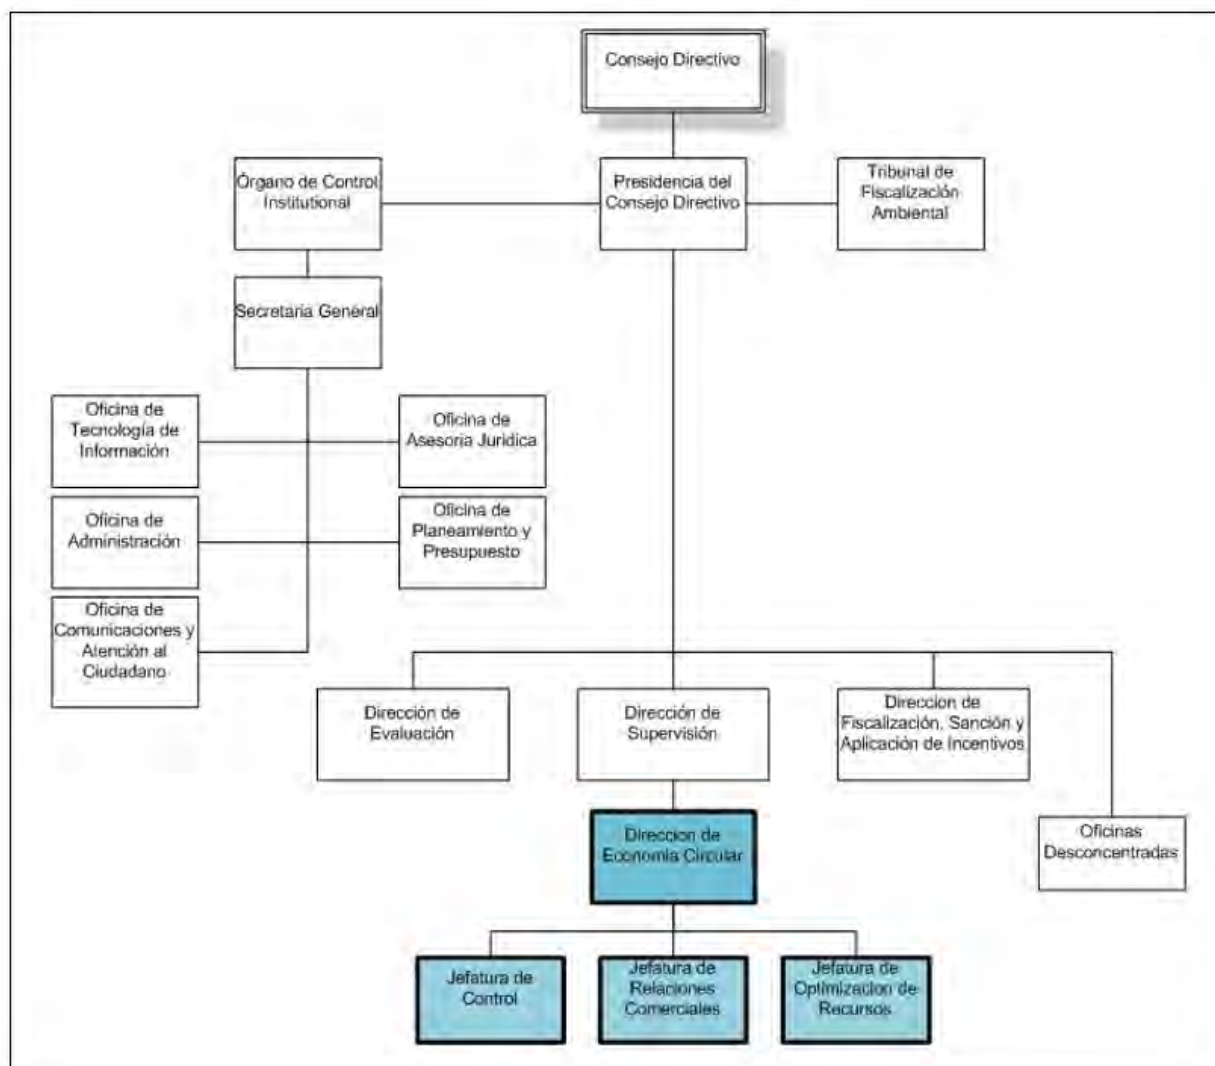 Consejo Directivo
Órgano de Control
Institutional
Presidencia del
Consejo Directivo
Tribunal de
Fiscalización
Ambiental
Secretaria General
Oficina de
Tecnología de
Información
Oficina de
Asesoria Juridica
Oficina de
Administración
Oficina de
Planeamiento y
Presupuesto
Oficina de
Comunicaciones y
Atención al
Ciudadano
Dirección de
Evaluación
Dirección de
Supervisión
Direccion de
Fiscalización, Sanción y
Aplicación de Incentivos
Direccion de
Economía Circular
Oficinas
Desconcentradas
Jefatura de
Control
Jefatura de
Relaciones
Comerciales
Jefatura de
Optimizacion de
Recursos